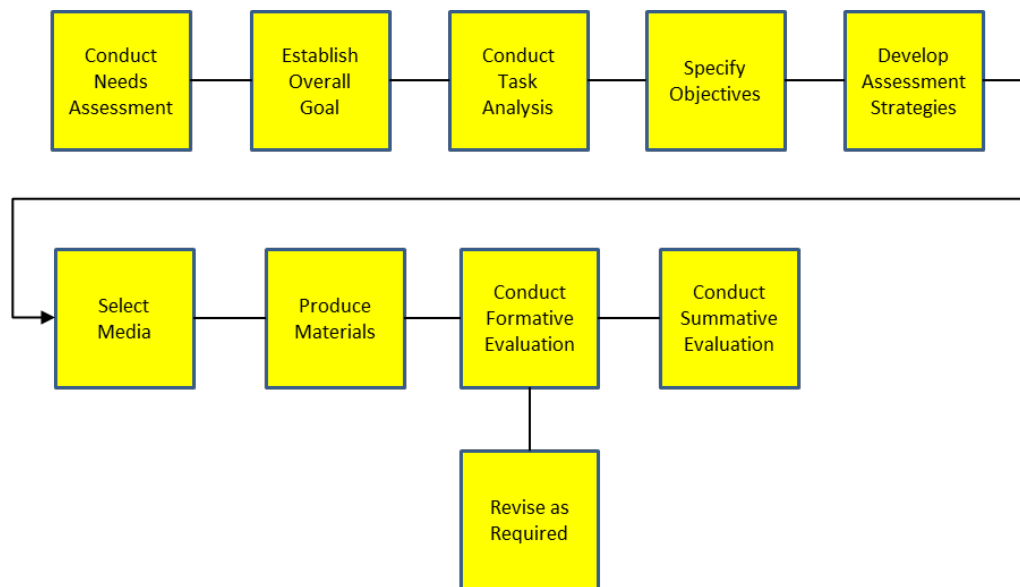 Conduct
Needs
Assessment
Establish
Overall
Goal
Conduct
Task
Analysis
Specify
Objectives
Develop
Assessment
Strategies
Select
Media
Produce
Materials
Conduct
Formative
Evaluation
Conduct
Summative
Evaluation
Revise as
Required